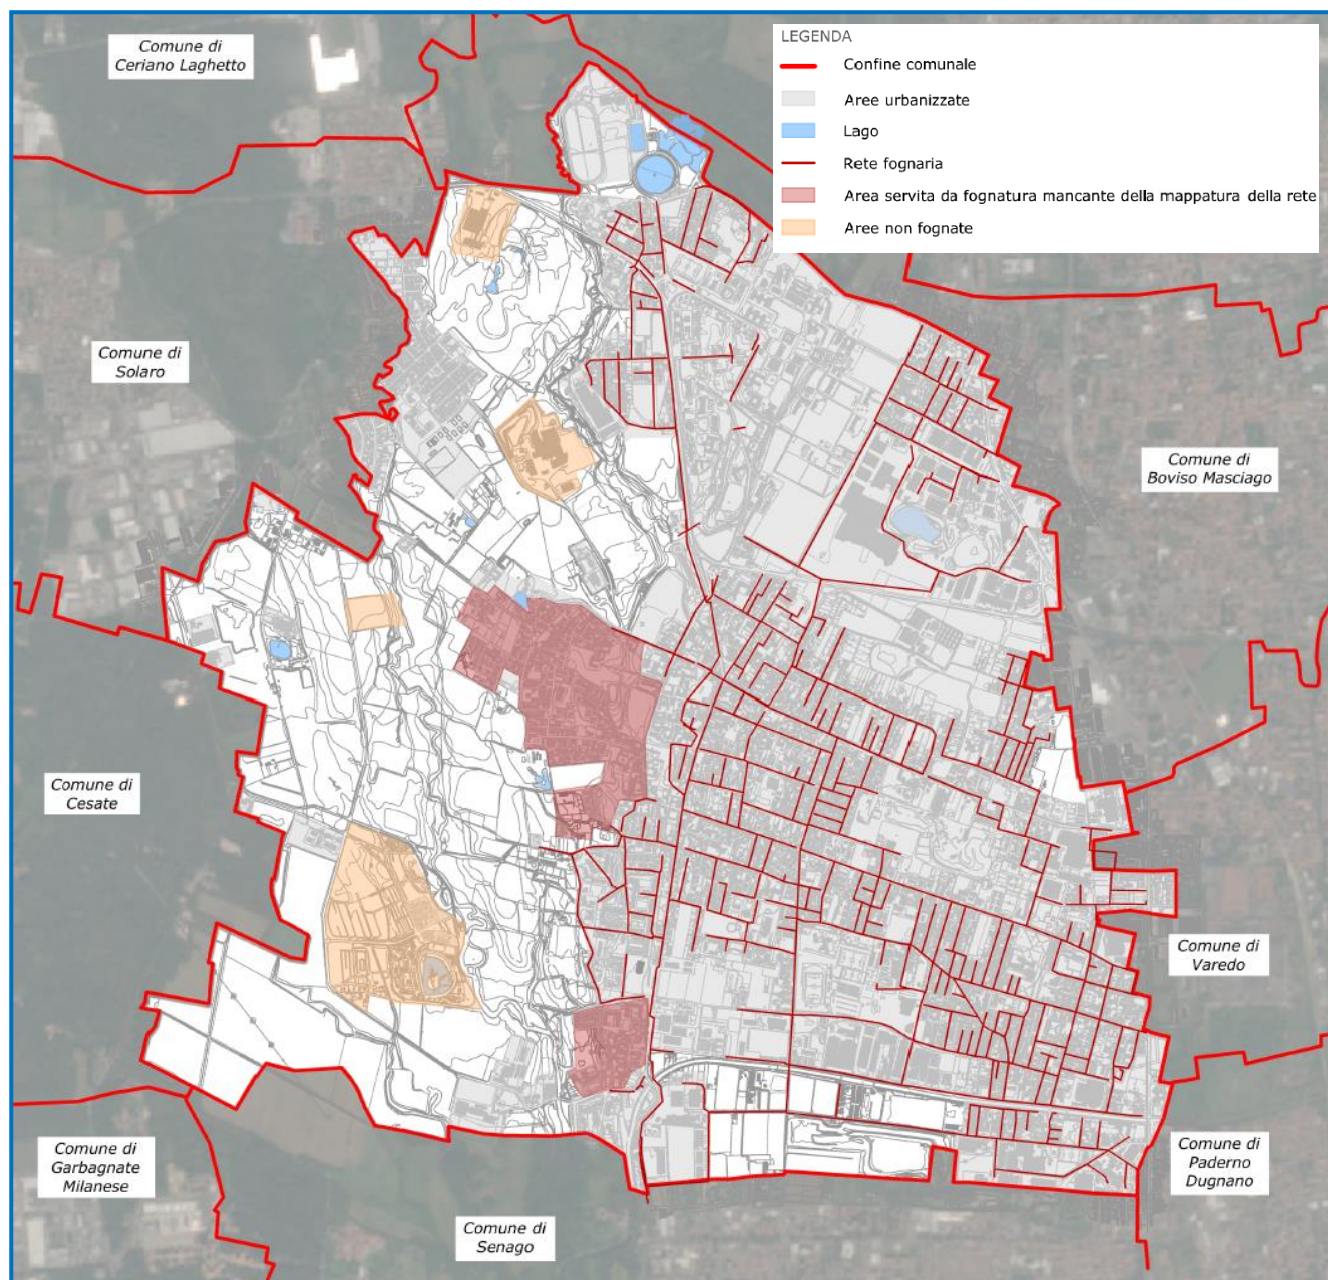 Comune di
Ceriano Laghetto
LEGENDA
Confine comunale
Aree urbanizzate
Lago
Rete fognaria
Area servita da fognatura mancante della mappatura della rete
Aree non fognate
Comune di
Solaro
Comune di
Boviso Masciago
Comune di
Cesate
Comune di
Varedo
Comune di
Garbagnate
Milanese
Comune di
Paderno
Dugnano
Comune di
Senago